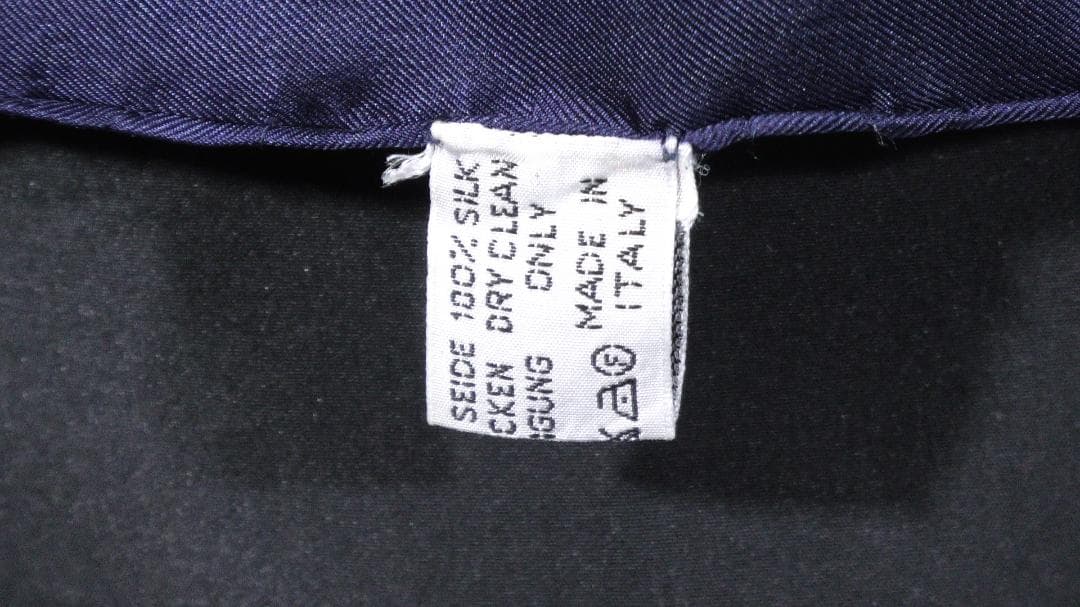 SEIDE 100% SILK
CKEN DRY CLEAN
GUNG ONLY
F
MADE IN
ITALY